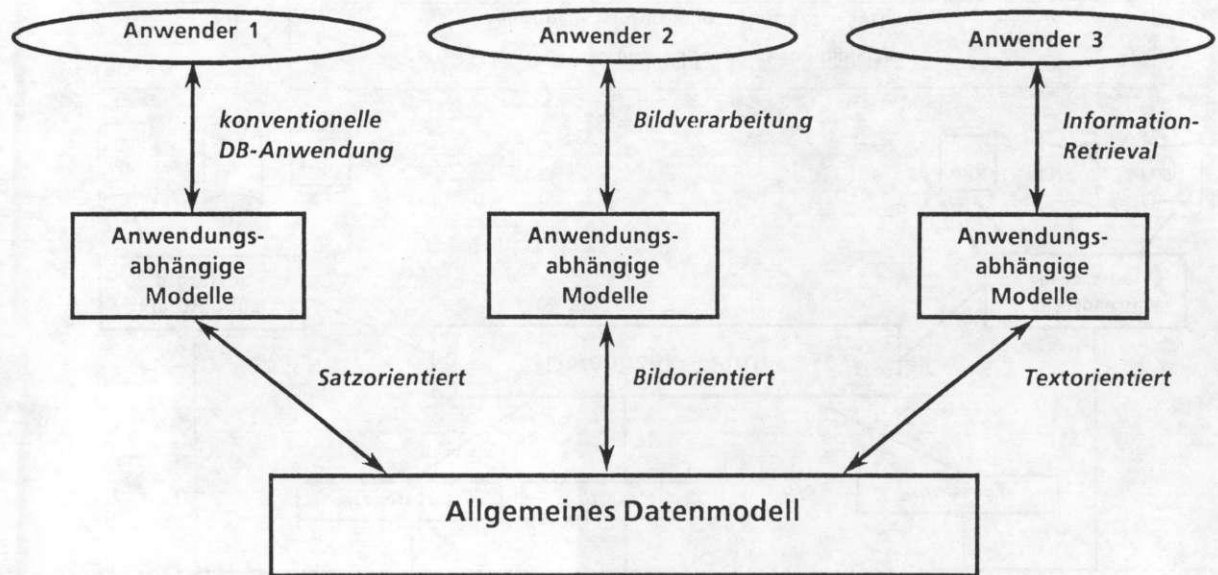 Anwender 1
Anwender 2
Anwender 3
konventionelle
DB-Anwendung
Bildverarbeitung
Information-
Retrieval
Anwendungs-
abhängige
Modelle
Anwendungs-
abhängige
Modelle
Anwendungs-
abhängige
Modelle
Satzorientiert
Bildorientiert
Textorientiert
Allgemeines Datenmodell